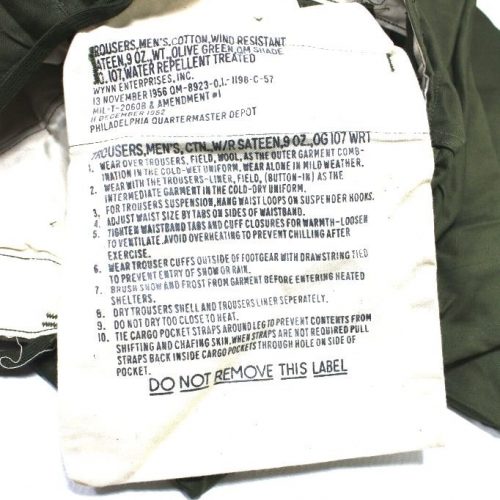 TROUSERS, MEN'S, COTTON, WIND RESISTANT
SATEEN, 9 OZ., WT., OLIVE GREEN, QM SHADE
NO. 107, WATER REPELLENT TREATED
WYNN ENTERPRISES, INC.
13 NOVEMBER 1956 QM-8923-O.I.-1198-C-57
MIL-T-2060B & AMENDMENT #1
11 DECEMBER 1952
PHILADELPHIA QUARTERMASTER DEPOT
TROUSERS, MEN'S, CTN., W/R SATEEN, 9 OZ., OG 107 WRT
1. WEAR OVER TROUSERS, FIELD, WOOL, AS THE OUTER GARMENT COMB-
INATION IN THE COLD-WET UNIFORM. WEAR ALONE IN MILD WEATHER.
2. WEAR WITH THE TROUSERS-LINER, FIELD, (BUTTON-IN) AS THE
INTERMEDIATE GARMENT IN THE COLD-DRY UNIFORM.
3. FOR TROUSERS SUSPENSION, HANG WAIST LOOPS ON SUSPENDER HOOKS.
4. ADJUST WAIST SIZE BY TABS ON SIDES OF WAISTBAND.
5. TIGHTEN WAISTBAND TABS AND CUFF CLOSURES FOR WARMTH-LOOSEN
TO VENTILATE. AVOID OVERHEATING TO PREVENT CHILLING AFTER
EXERCISE.
6. WEAR TROUSER CUFFS OUTSIDE OF FOOTGEAR WITH DRAWSTRING TIED
TO PREVENT ENTRY OF SNOW OR RAIN.
7. BRUSH SNOW AND FROST FROM GARMENT BEFORE ENTERING HEATED
SHELTERS.
8. DRY TROUSERS SHELL AND TROUSERS LINER SEPERATELY.
9. DO NOT DRY TOO CLOSE TO HEAT.
10. TIE CARGO POCKET STRAPS AROUND LEG TO PREVENT CONTENTS FROM
SHIFTING AND CHAFING SKIN. WHEN STRAPS ARE NOT REQUIRED PULL
STRAPS BACK INSIDE CARGO POCKETS THROUGH HOLE ON SIDE OF
POCKET.
DO NOT REMOVE THIS LABEL